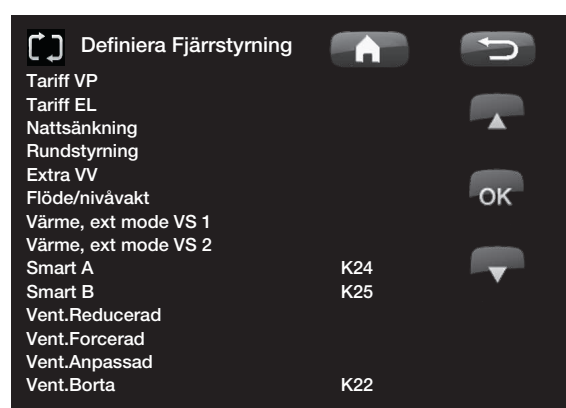 Definiera Fjärrstyrning
Tariff VP
Tariff EL
Nattsänkning
Rundstyrning
Extra VV
Flöde/nivåvakt
OK
Värme, ext mode VS 1
Värme, ext mode VS 2
Smart A K24
Smart B K25
Vent.Reducerad
Vent.Forcerad
Vent.Anpassad
Vent.Borta K22